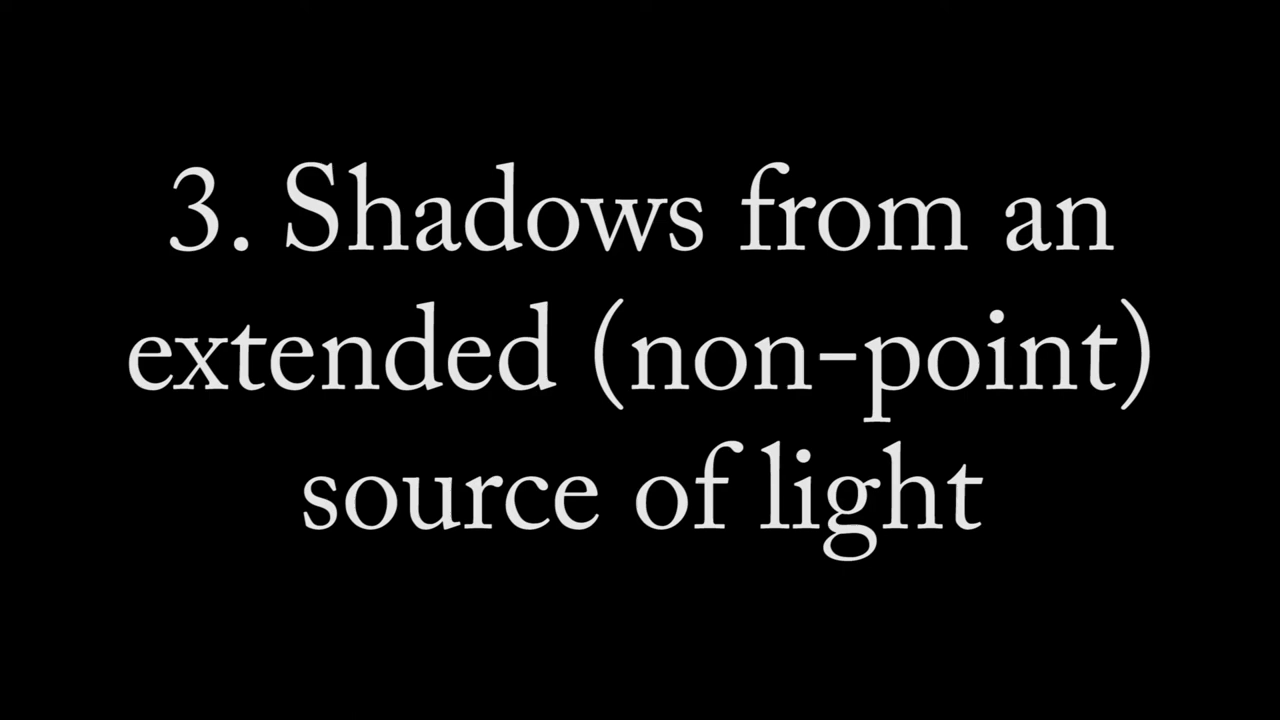 3. Shadows from an
extended (non-point)
source of light